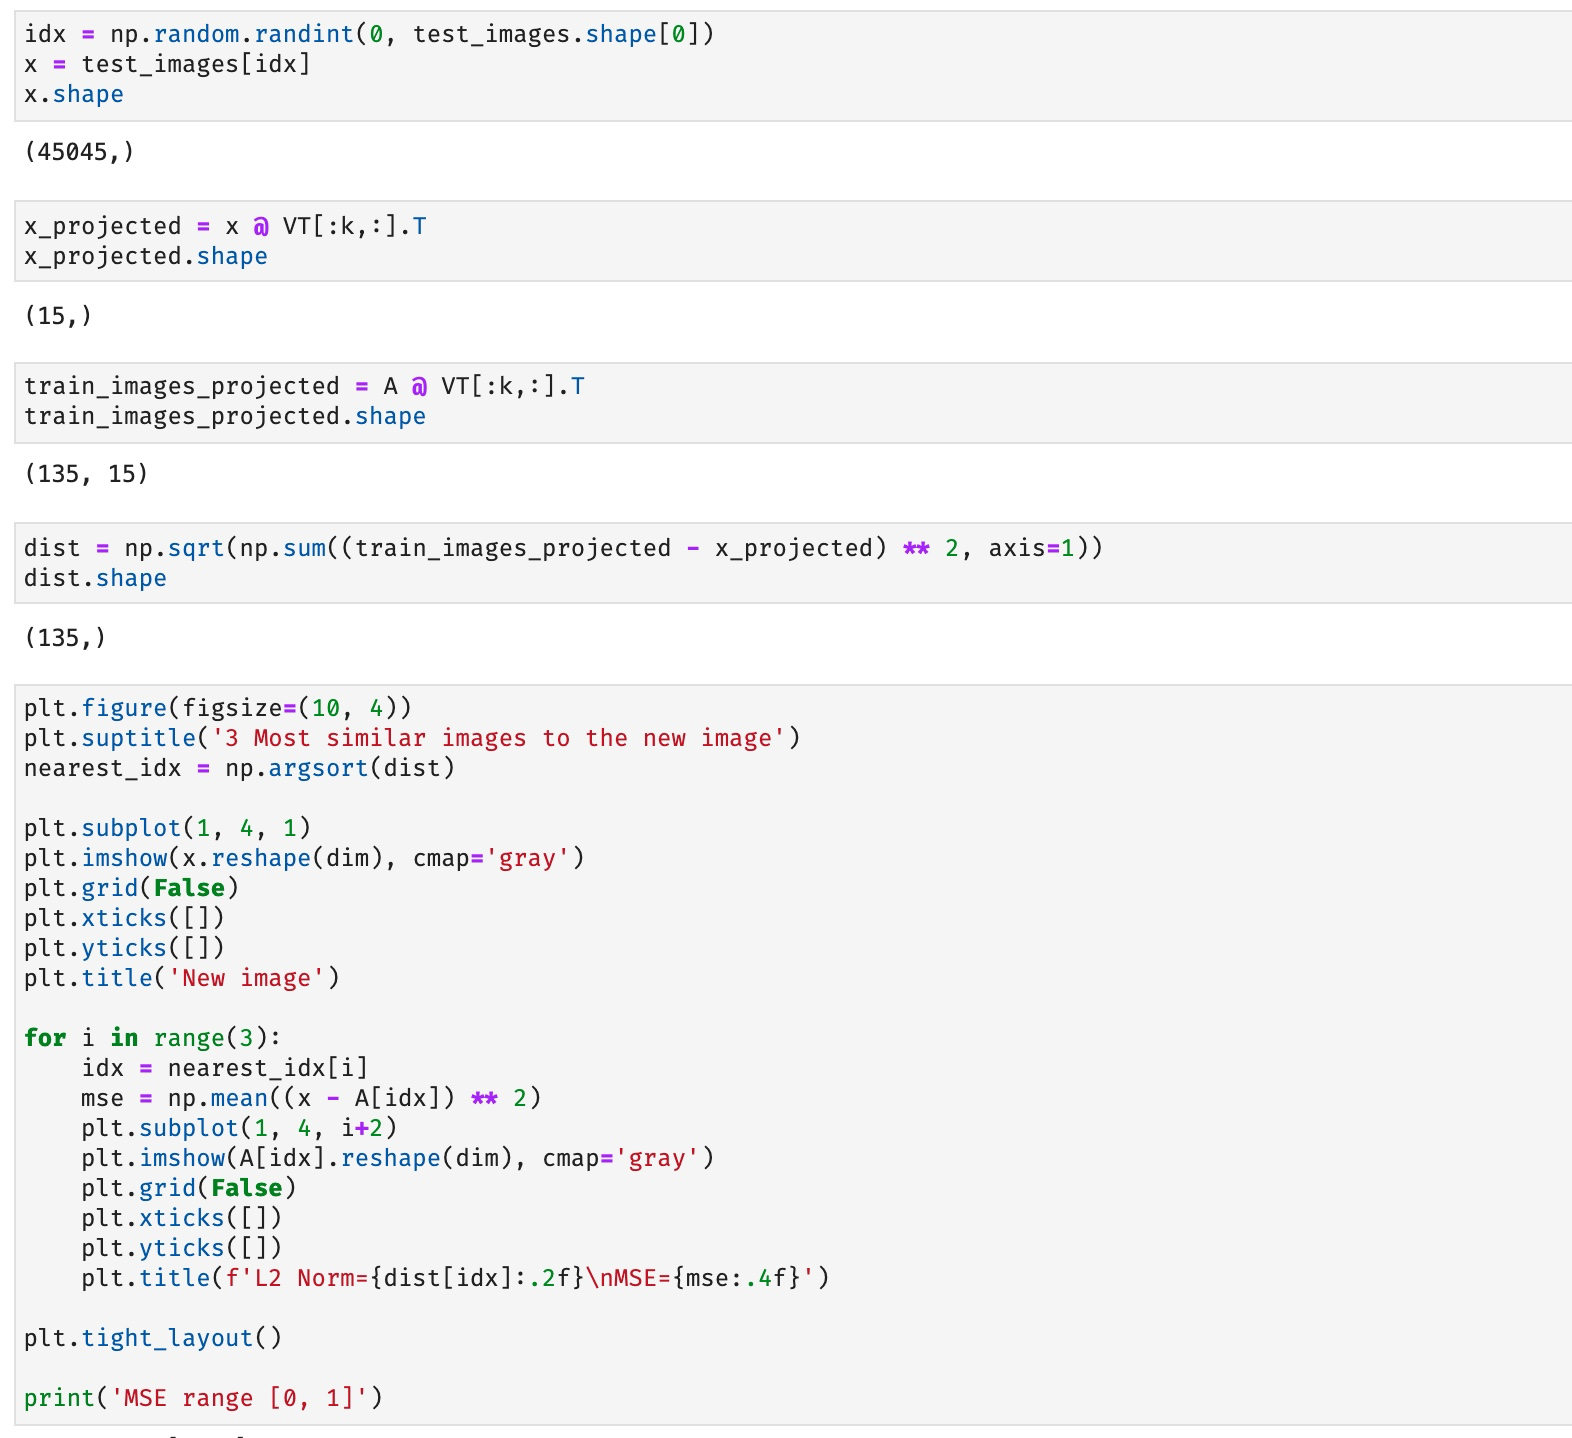 idx = np.random.randint(0, test_images.shape[0])
x = test_images[idx]
x.shape
(45045,)
x_projected = x @ VT[:k,:].T
x_projected.shape
(15,)
train_images_projected = A @ VT[:k,:].T
train_images_projected.shape
(135, 15)
dist = np.sqrt(np.sum((train_images_projected - x_projected) ** 2, axis=1))
dist.shape
(135,)
plt.figure(figsize=(10, 4))
plt.suptitle('3 Most similar images to the new image')
nearest_idx = np.argsort(dist)
plt.subplot(1, 4, 1)
plt.imshow(x.reshape(dim), cmap='gray')
plt.grid(False)
plt.xticks([])
plt.yticks([])
plt.title('New image')
for i in range(3):
    idx = nearest_idx[i]
    mse = np.mean((x - A[idx]) ** 2)
    plt.subplot(1, 4, i+2)
    plt.imshow(A[idx].reshape(dim), cmap='gray')
    plt.grid(False)
    plt.xticks([])
    plt.yticks([])
    plt.title(f'L2 Norm={dist[idx]:.2f}\nMSE={mse:.4f}')
plt.tight_layout()
print('MSE range [0, 1]')